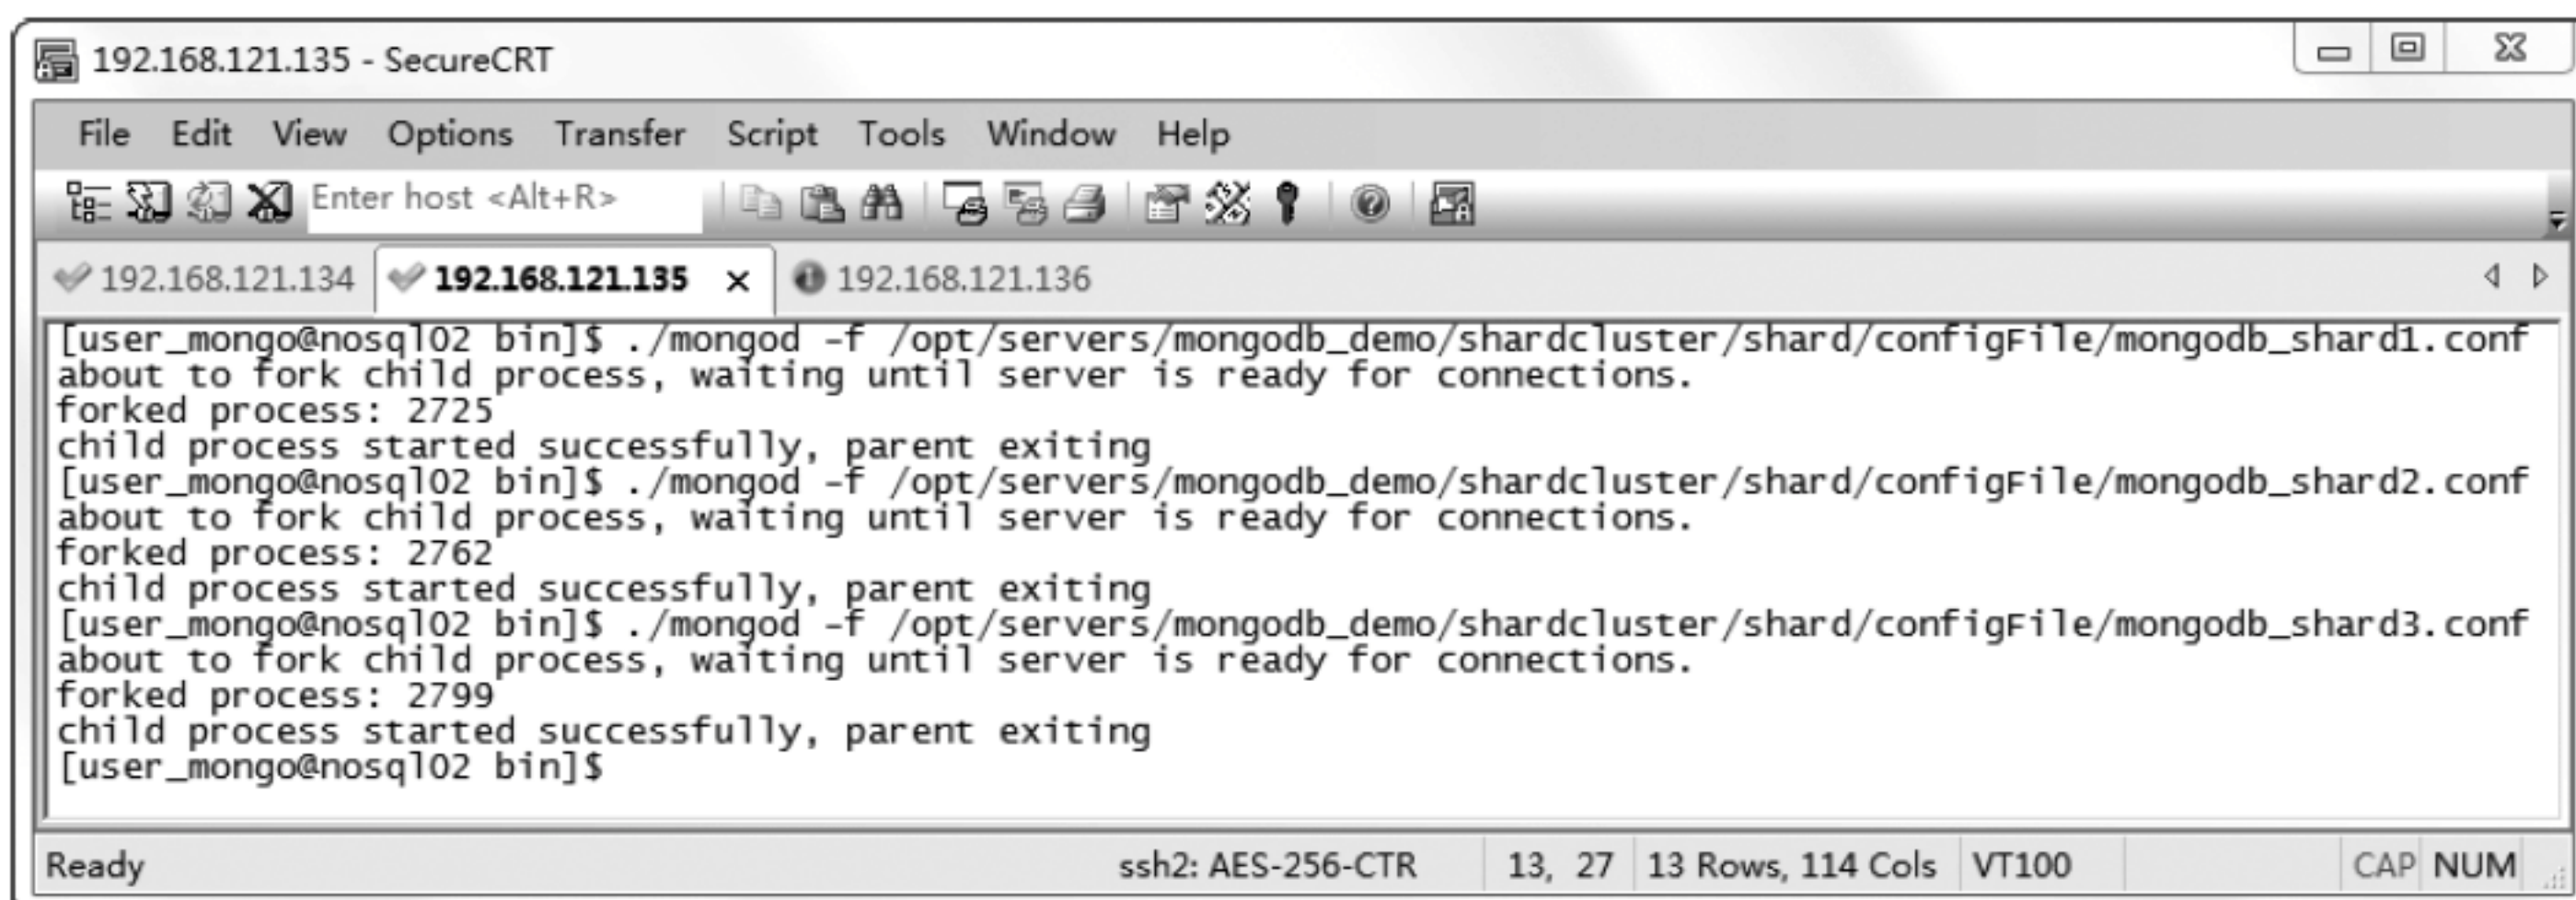 192.168.121.135 - SecureCRT
File Edit View Options Transfer Script Tools Window Help
Enter host <Alt+R>
192.168.121.134 192.168.121.135 x 192.168.121.136
[user_mongo@nosql02 bin]$ ./mongod -f /opt/servers/mongodb_demo/shardcluster/shard/configFile/mongodb_shard1.conf
about to fork child process, waiting until server is ready for connections.
forked process: 2725
child process started successfully, parent exiting
[user_mongo@nosql02 bin]$ ./mongod -f /opt/servers/mongodb_demo/shardcluster/shard/configFile/mongodb_shard2.conf
about to fork child process, waiting until server is ready for connections.
forked process: 2762
child process started successfully, parent exiting
[user_mongo@nosql02 bin]$ ./mongod -f /opt/servers/mongodb_demo/shardcluster/shard/configFile/mongodb_shard3.conf
about to fork child process, waiting until server is ready for connections.
forked process: 2799
child process started successfully, parent exiting
[user_mongo@nosql02 bin]$
Ready ssh2: AES-256-CTR 13, 27 13 Rows, 114 Cols VT100 CAP NUM